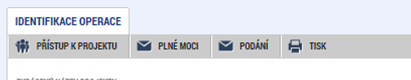 IDENTIFIKACE OPERACE
PŘÍSTUP K PROJEKTU PLNÉ MOCI PODÁNÍ TISK